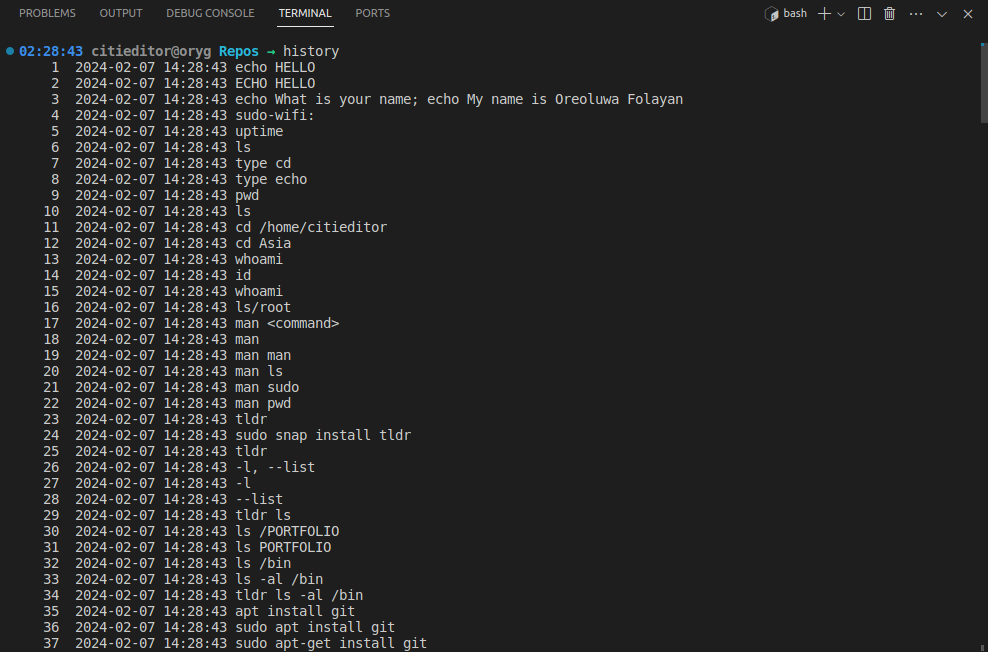 PROBLEMS OUTPUT DEBUG CONSOLE TERMINAL PORTS bash
02:28:43 citieditor@oryg Repos → history
1 2024-02-07 14:28:43 echo HELLO
2 2024-02-07 14:28:43 ECHO HELLO
3 2024-02-07 14:28:43 echo What is your name; echo My name is Oreoluwa Folayan
4 2024-02-07 14:28:43 sudo-wifi:
5 2024-02-07 14:28:43 uptime
6 2024-02-07 14:28:43 ls
7 2024-02-07 14:28:43 type cd
8 2024-02-07 14:28:43 type echo
9 2024-02-07 14:28:43 pwd
10 2024-02-07 14:28:43 ls
11 2024-02-07 14:28:43 cd /home/citieditor
12 2024-02-07 14:28:43 cd Asia
13 2024-02-07 14:28:43 whoami
14 2024-02-07 14:28:43 id
15 2024-02-07 14:28:43 whoami
16 2024-02-07 14:28:43 ls/root
17 2024-02-07 14:28:43 man <command>
18 2024-02-07 14:28:43 man
19 2024-02-07 14:28:43 man man
20 2024-02-07 14:28:43 man ls
21 2024-02-07 14:28:43 man sudo
22 2024-02-07 14:28:43 man pwd
23 2024-02-07 14:28:43 tldr
24 2024-02-07 14:28:43 sudo snap install tldr
25 2024-02-07 14:28:43 tldr
26 2024-02-07 14:28:43 -l, --list
27 2024-02-07 14:28:43 -l
28 2024-02-07 14:28:43 --list
29 2024-02-07 14:28:43 tldr ls
30 2024-02-07 14:28:43 ls /PORTFOLIO
31 2024-02-07 14:28:43 ls PORTFOLIO
32 2024-02-07 14:28:43 ls /bin
33 2024-02-07 14:28:43 ls -al /bin
34 2024-02-07 14:28:43 tldr ls -al /bin
35 2024-02-07 14:28:43 apt install git
36 2024-02-07 14:28:43 sudo apt install git
37 2024-02-07 14:28:43 sudo apt-get install git